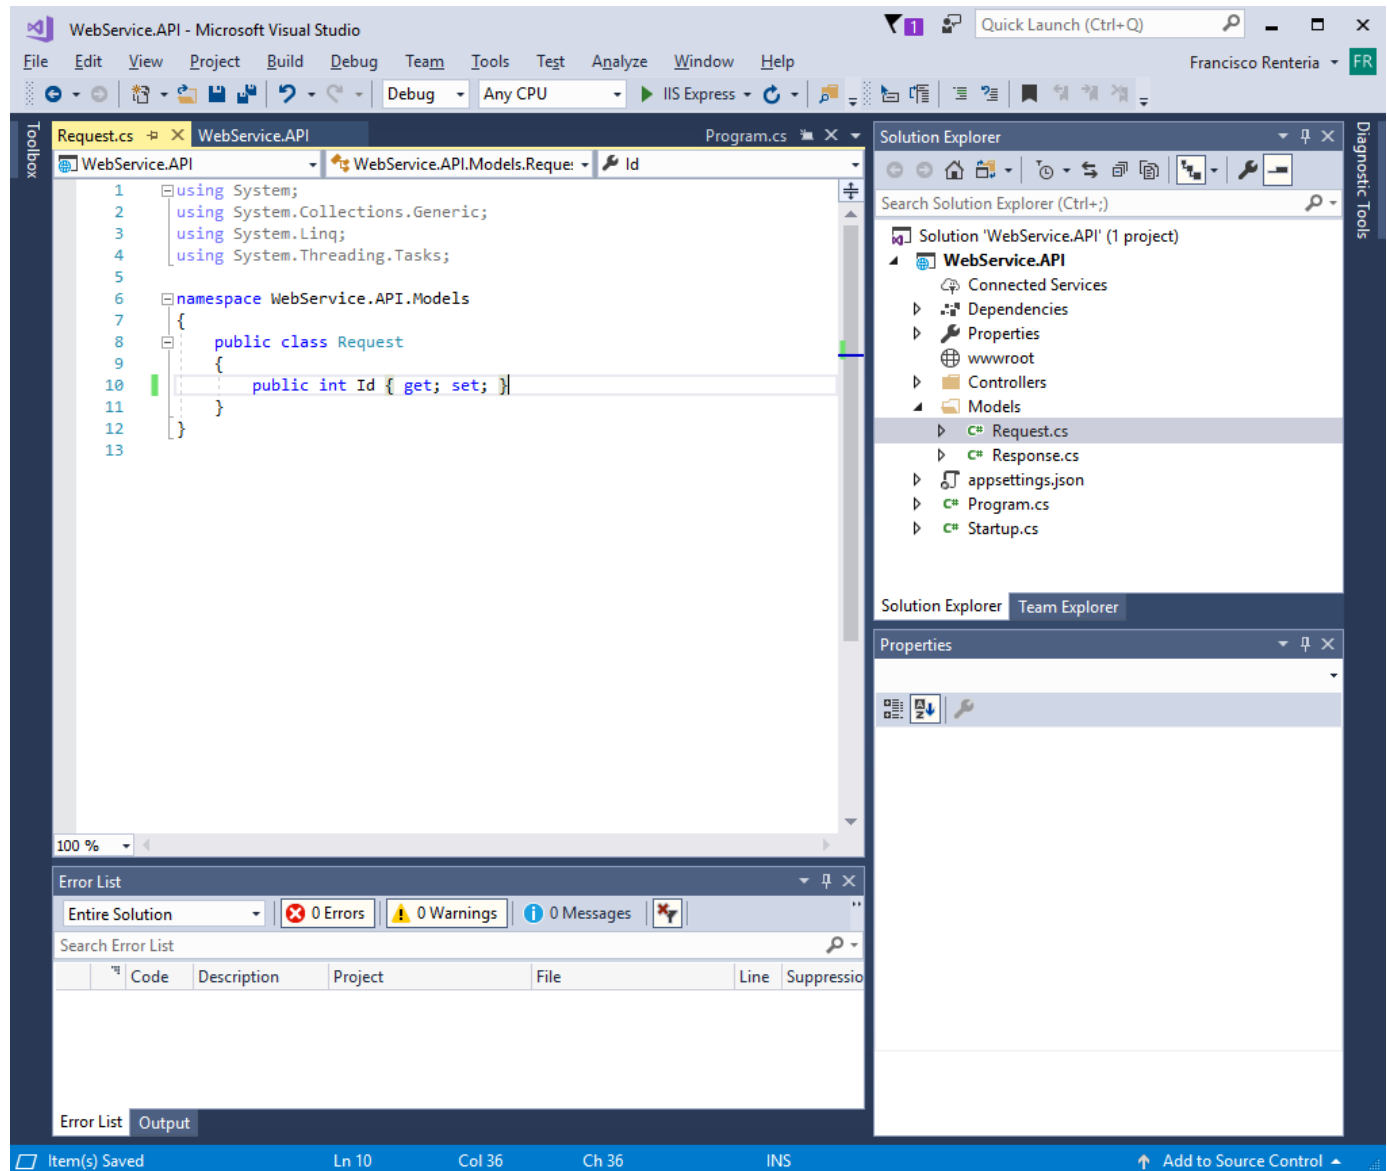 WebService.API - Microsoft Visual Studio
1
Quick Launch (Ctrl+Q)
File Edit View Project Build Debug Team Tools Test Analyze Window Help
Francisco Renteria FR
Debug Any CPU IIS Express
Toolbox
Request.cs WebService.API Program.cs
WebService.API WebService.API.Models.Reques Id
1 using System;
2 using System.Collections.Generic;
3 using System.Linq;
4 using System.Threading.Tasks;
5
6 namespace WebService.API.Models
7 {
8 public class Request
9 {
10 public int Id { get; set; }
11 }
12 }
13
100 %
Error List
Entire Solution 0 Errors 0 Warnings 0 Messages
Search Error List
Code Description Project File Line Suppressio
Error List Output
Solution Explorer
Search Solution Explorer (Ctrl+;)
Solution 'WebService.API' (1 project)
WebService.API
Connected Services
Dependencies
Properties
wwwroot
Controllers
Models
C# Request.cs
C# Response.cs
appsettings.json
C# Program.cs
C# Startup.cs
Solution Explorer Team Explorer
Properties
Diagnostic Tools
Item(s) Saved Ln 10 Col 36 Ch 36 INS Add to Source Control